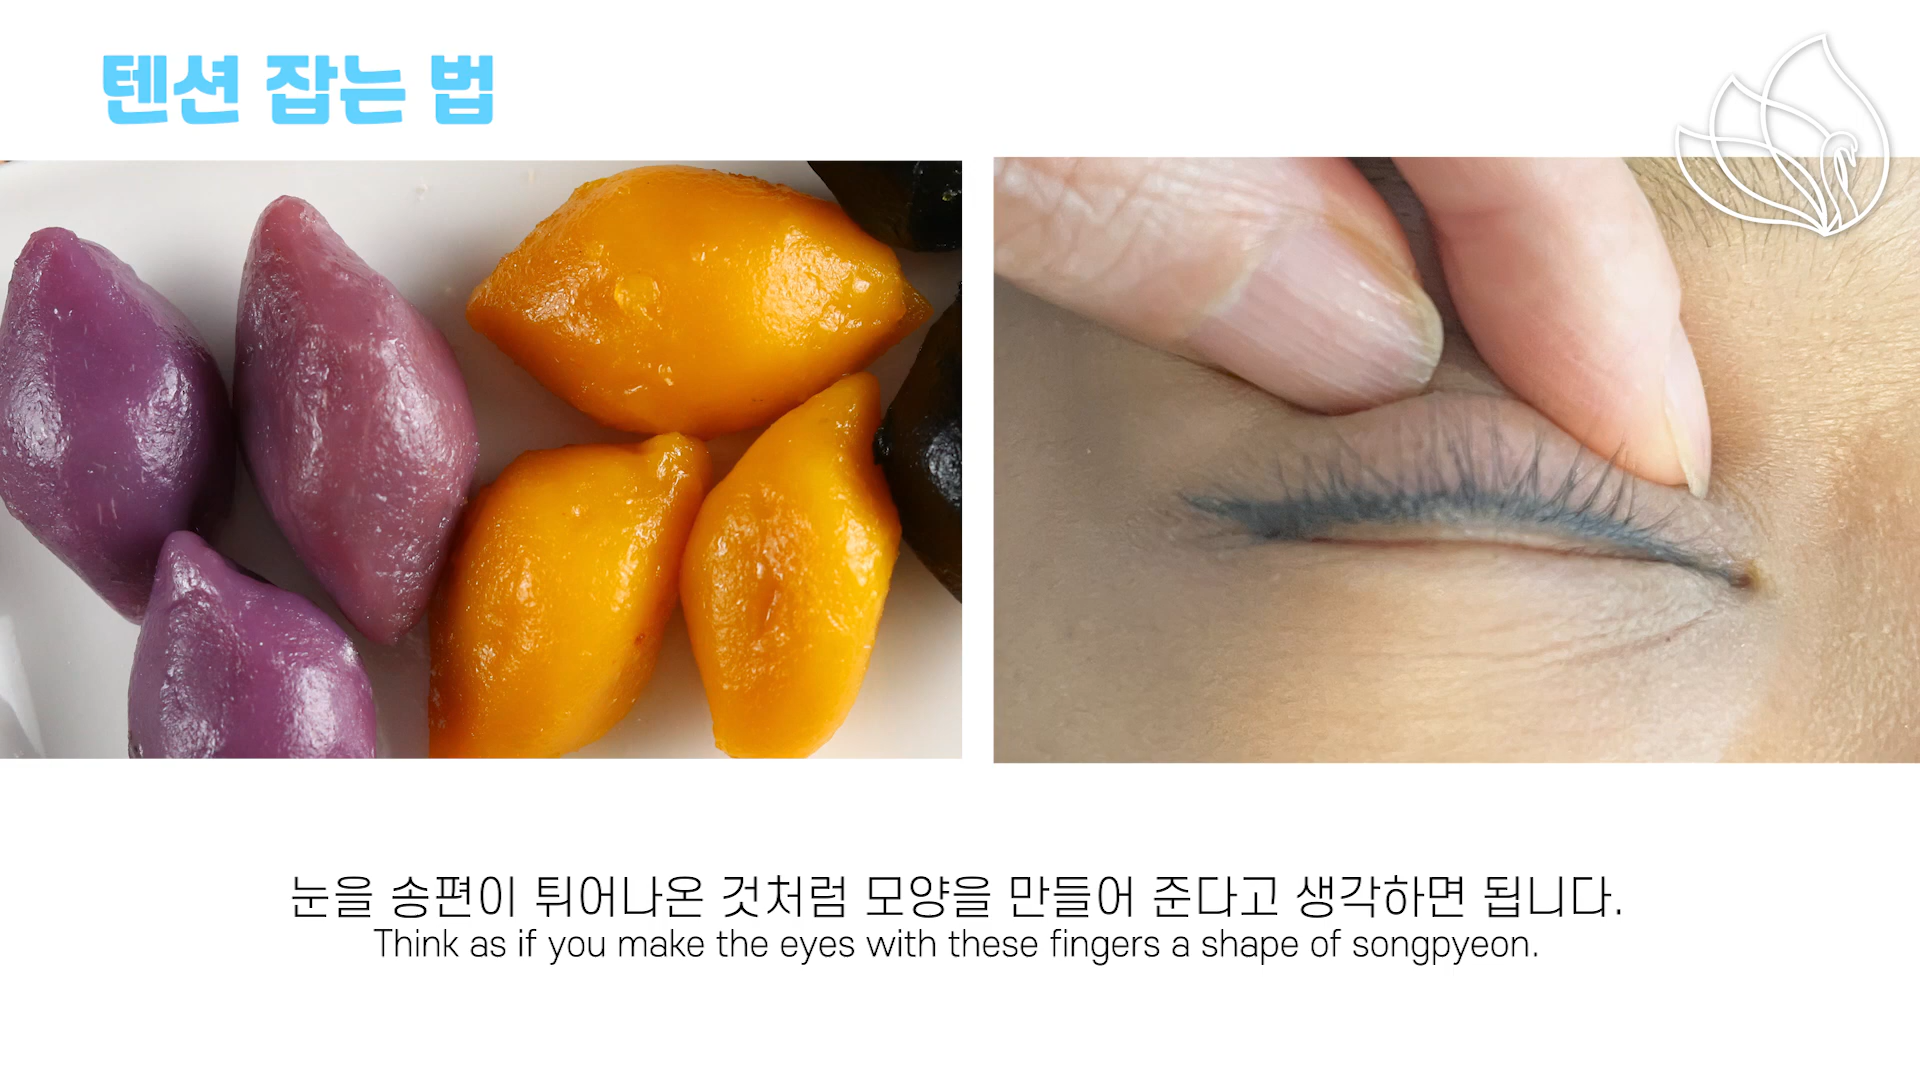 텐션 잡는 법
눈을 송편이 튀어나온 것처럼 모양을 만들어 준다고 생각하면 됩니다.
Think as if you make the eyes with these fingers a shape of songpyeon.